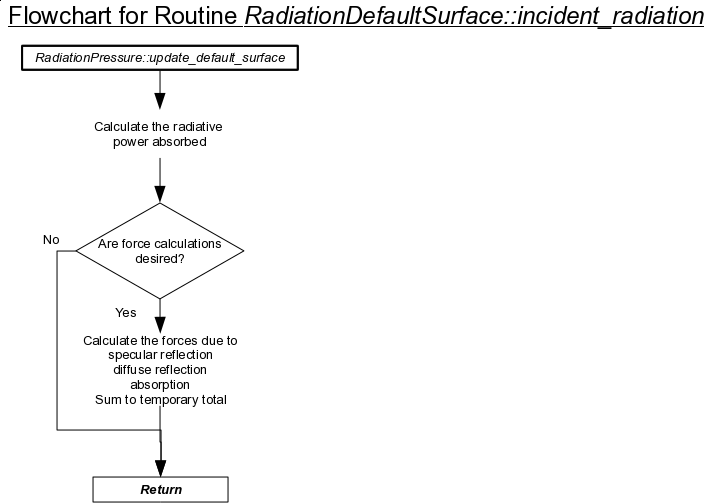 Flowchart for Routine RadiationDefaultSurface::incident_radiation
RadiationPressure::update_default_surface
Calculate the radiative
power absorbed
Are force calculations
desired?
No
Yes
Calculate the forces due to
specular reflection
diffuse reflection
absorption
Sum to temporary total
Return